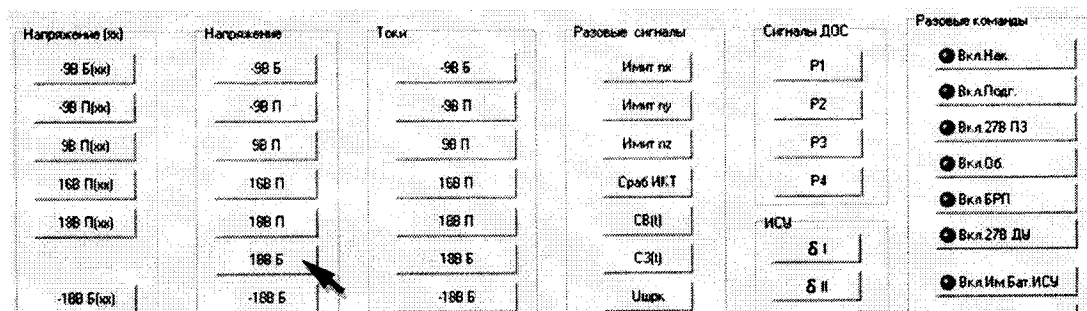 Напряжение (хх)
-9В Б(хх)
-9В П(хх)
9В П(хх)
16В П(хх)
18В П(хх)
-18В Б(хх)
Напряжение
-9В Б
-9В П
9В П
16В П
18В П
18В Б
-18В Б
Токи
-9В Б
-9В П
9В П
16В П
18В П
18В Б
-18В Б
Разовые сигналы
Имит nx
Имит ny
Имит nz
Сраб ИКТ
СВ(t)
СЗ(t)
Uшрк
Сигналы ДОС
Р1
Р2
Р3
Р4
ИСУ
δ I
δ II
Разовые команды
Вкл.Нак.
Вкл.Подг.
Вкл.27В ПЗ
Вкл.Об.
Вкл БРП
Вкл.27В ДУ
Вкл.Им.Бат.ИСУ